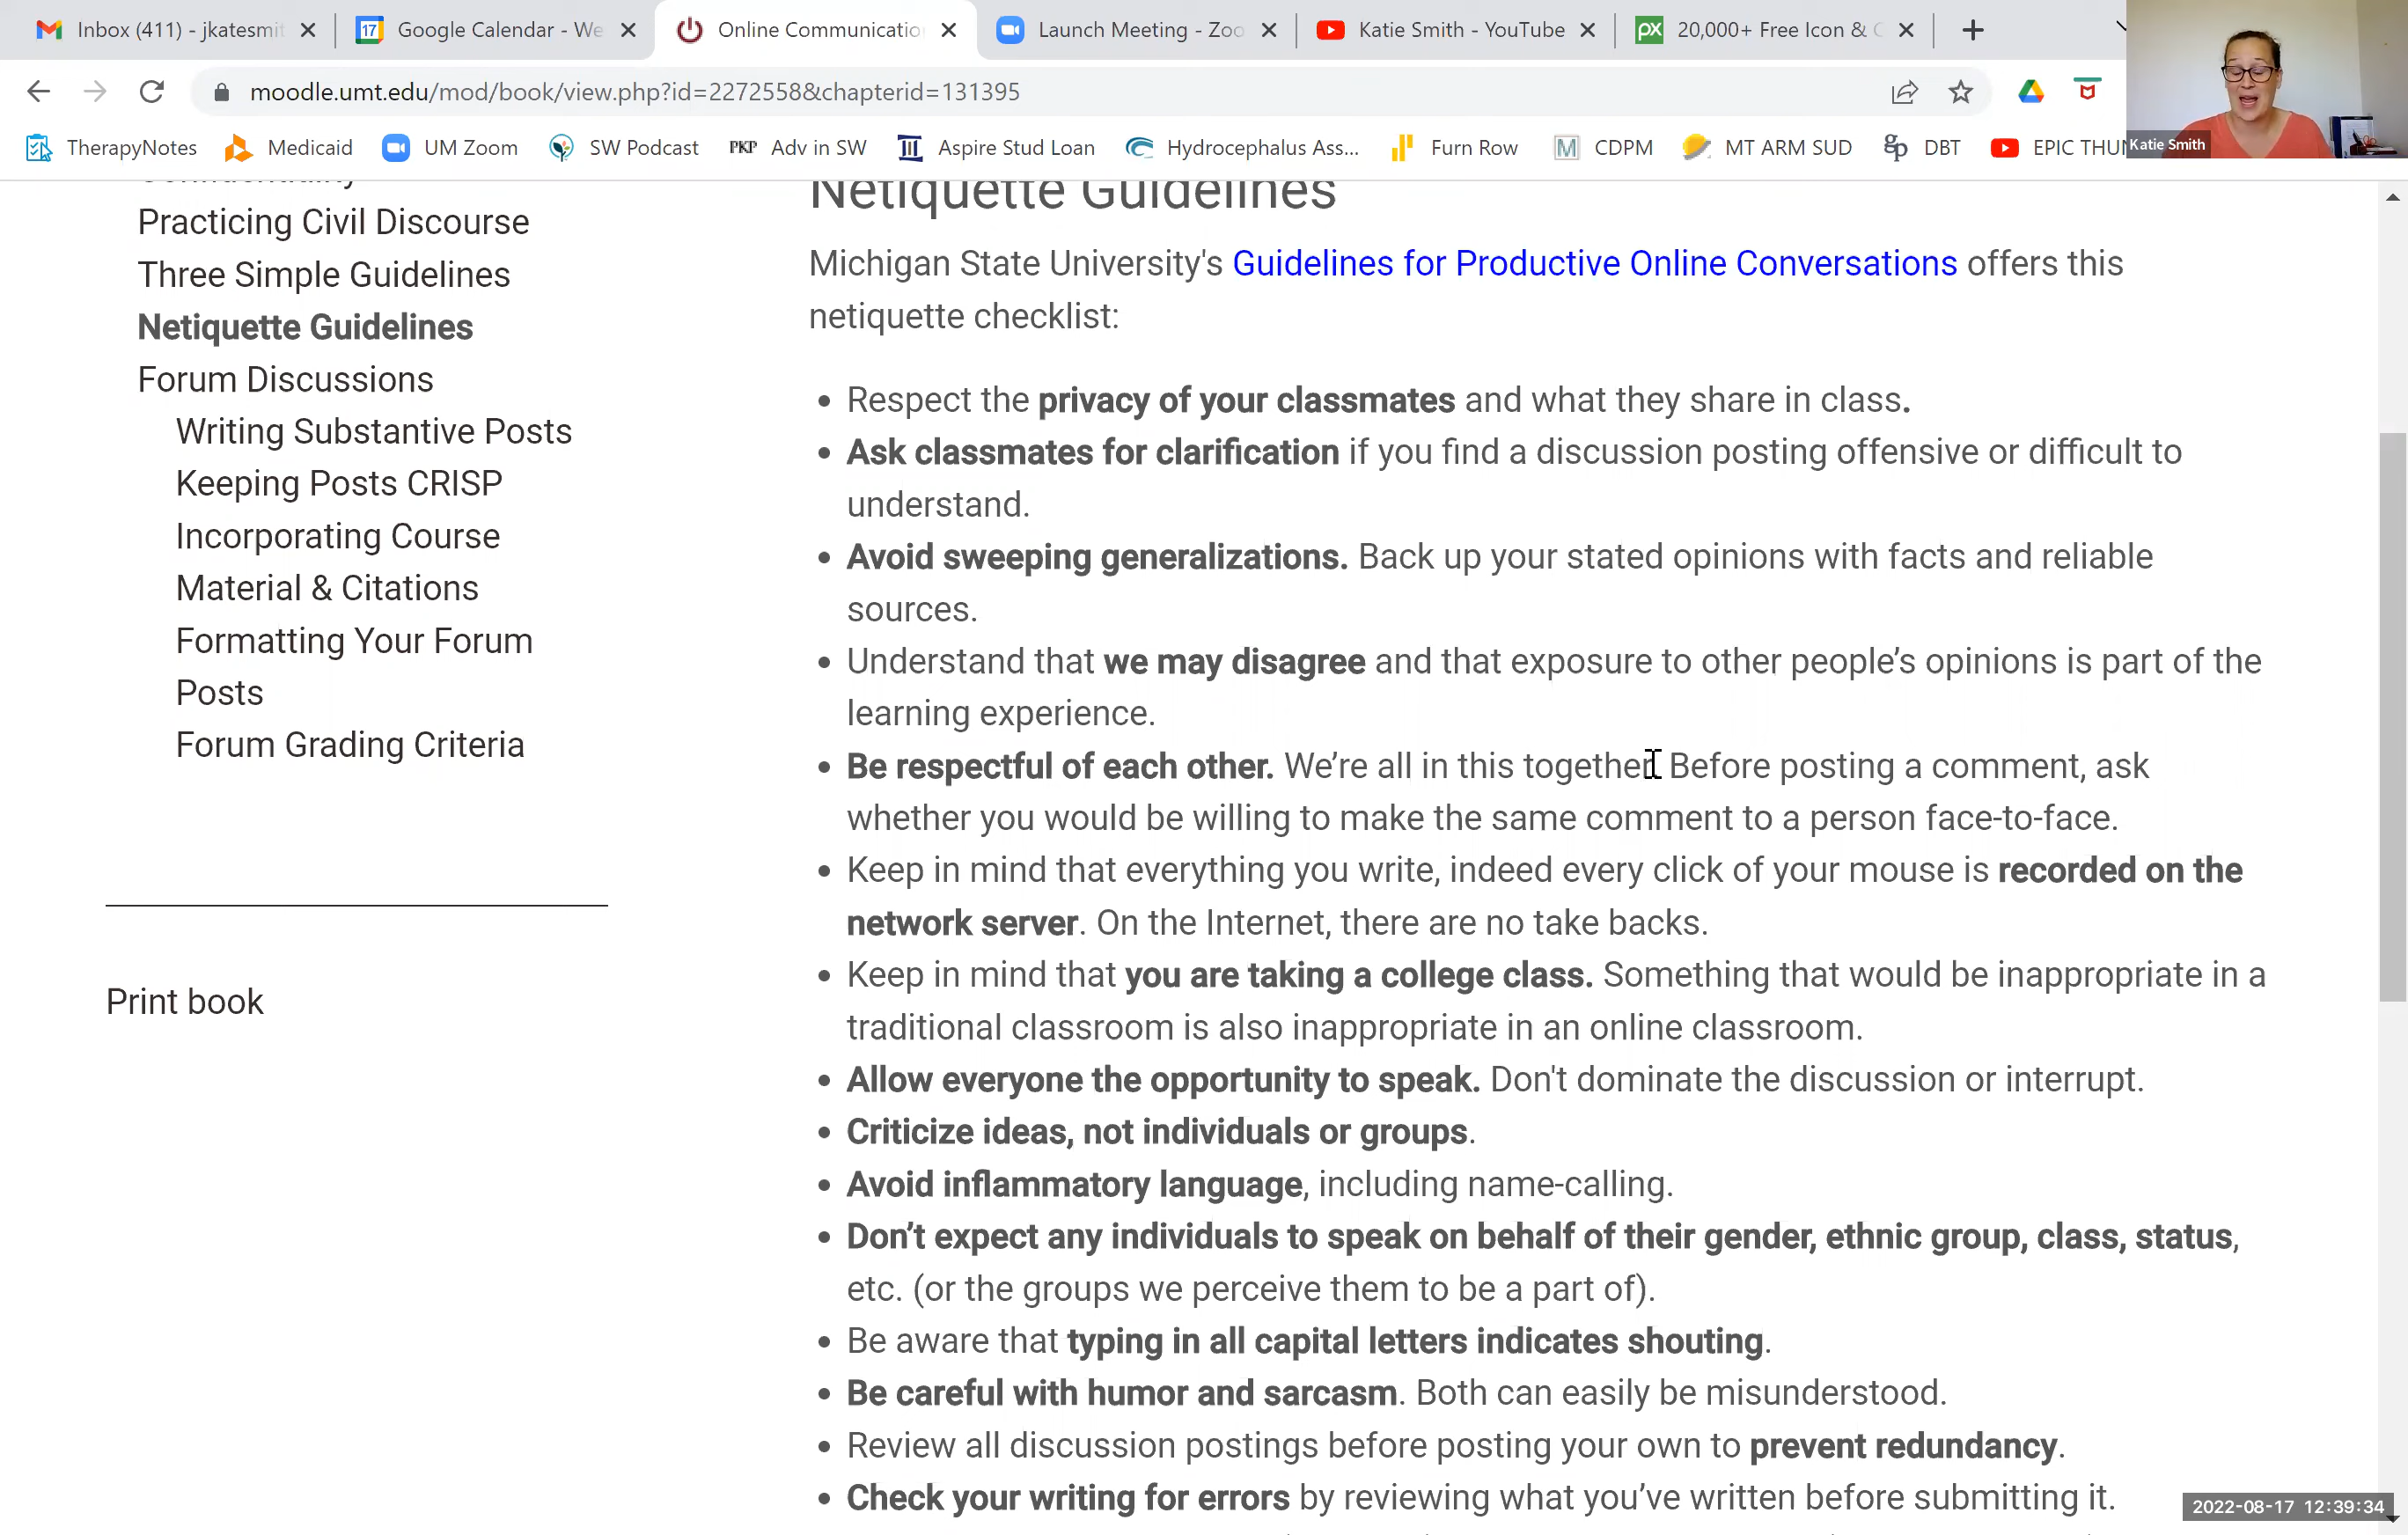 Inbox (411) - jkatesmit
Google Calendar - We
Online Communicatio
Launch Meeting - Zoo
Katie Smith - YouTube
px
20,000+ Free Icon & C
17
moodle.umt.edu/mod/book/view.php?id=2272558&chapterid=131395
TherapyNotes
Medicaid
UM Zoom
SW Podcast
PKP Adv in SW
Aspire Stud Loan
Hydrocephalus Ass...
Furn Row
M CDPM
MT ARM SUD
gp DBT
EPIC THU
Katie Smith
Confidentiality
Practicing Civil Discourse
Three Simple Guidelines
Netiquette Guidelines
Forum Discussions
Writing Substantive Posts
Keeping Posts CRISP
Incorporating Course
Material & Citations
Formatting Your Forum
Posts
Forum Grading Criteria
Print book
Netiquette Guidelines
Michigan State University's Guidelines for Productive Online Conversations offers this
netiquette checklist:
• Respect the privacy of your classmates and what they share in class.
• Ask classmates for clarification if you find a discussion posting offensive or difficult to
understand.
• Avoid sweeping generalizations. Back up your stated opinions with facts and reliable
sources.
• Understand that we may disagree and that exposure to other people’s opinions is part of the
learning experience.
• Be respectful of each other. We’re all in this together. Before posting a comment, ask
whether you would be willing to make the same comment to a person face-to-face.
• Keep in mind that everything you write, indeed every click of your mouse is recorded on the
network server. On the Internet, there are no take backs.
• Keep in mind that you are taking a college class. Something that would be inappropriate in a
traditional classroom is also inappropriate in an online classroom.
• Allow everyone the opportunity to speak. Don't dominate the discussion or interrupt.
• Criticize ideas, not individuals or groups.
• Avoid inflammatory language, including name-calling.
• Don’t expect any individuals to speak on behalf of their gender, ethnic group, class, status,
etc. (or the groups we perceive them to be a part of).
• Be aware that typing in all capital letters indicates shouting.
• Be careful with humor and sarcasm. Both can easily be misunderstood.
• Review all discussion postings before posting your own to prevent redundancy.
• Check your writing for errors by reviewing what you’ve written before submitting it.
2022-08-17 12:39:34